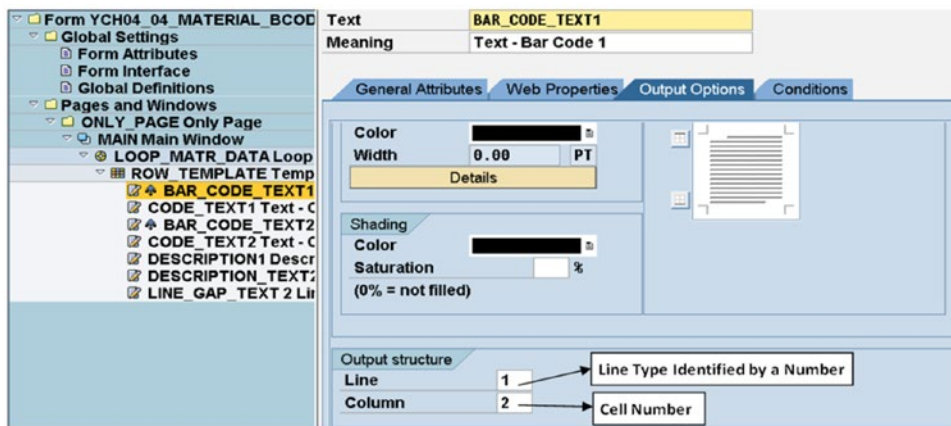 Form YCH04_04_MATERIAL_BCOD
Global Settings
Form Attributes
Form Interface
Global Definitions
Pages and Windows
ONLY_PAGE Only Page
MAIN Main Window
LOOP_MATR_DATA Loop
ROW_TEMPLATE Temp
BAR_CODE_TEXT1
CODE_TEXT1 Text - C
BAR_CODE_TEXT2
CODE_TEXT2 Text - C
DESCRIPTION1 Descr
DESCRIPTION_TEXT2
LINE_GAP_TEXT 2 Lin
Text BAR_CODE_TEXT1
Meaning Text - Bar Code 1
General Attributes Web Properties Output Options Conditions
Color
Width 0.00 PT
Details
Shading
Color
Saturation %
(0% = not filled)
Output structure
Line 1 Line Type Identified by a Number
Column 2 Cell Number